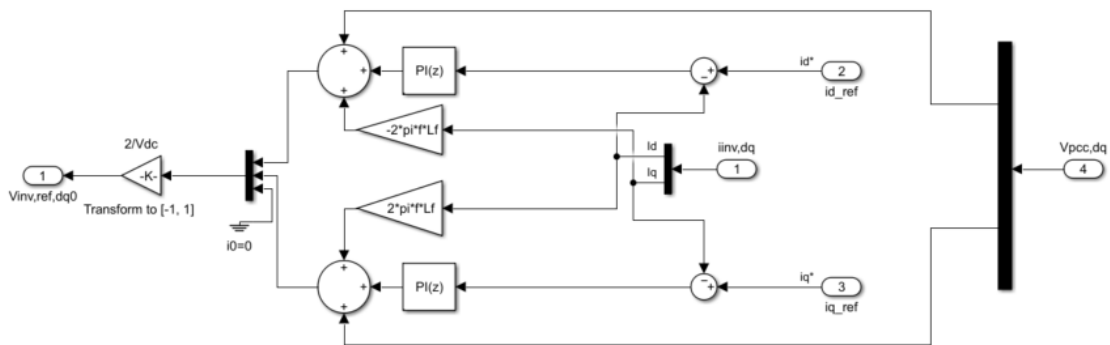 +
+
+
PI(z)
+
−
id*
2
id_ref
-2*pi*f*Lf
2/Vdc
Id
iinv,dq
Vpcc,dq
1
-K-
Iq
1
4
Vinv,ref,dq0
Transform to [-1, 1]
2*pi*f*Lf
i0=0
+
+
+
PI(z)
−
+
iq*
3
iq_ref